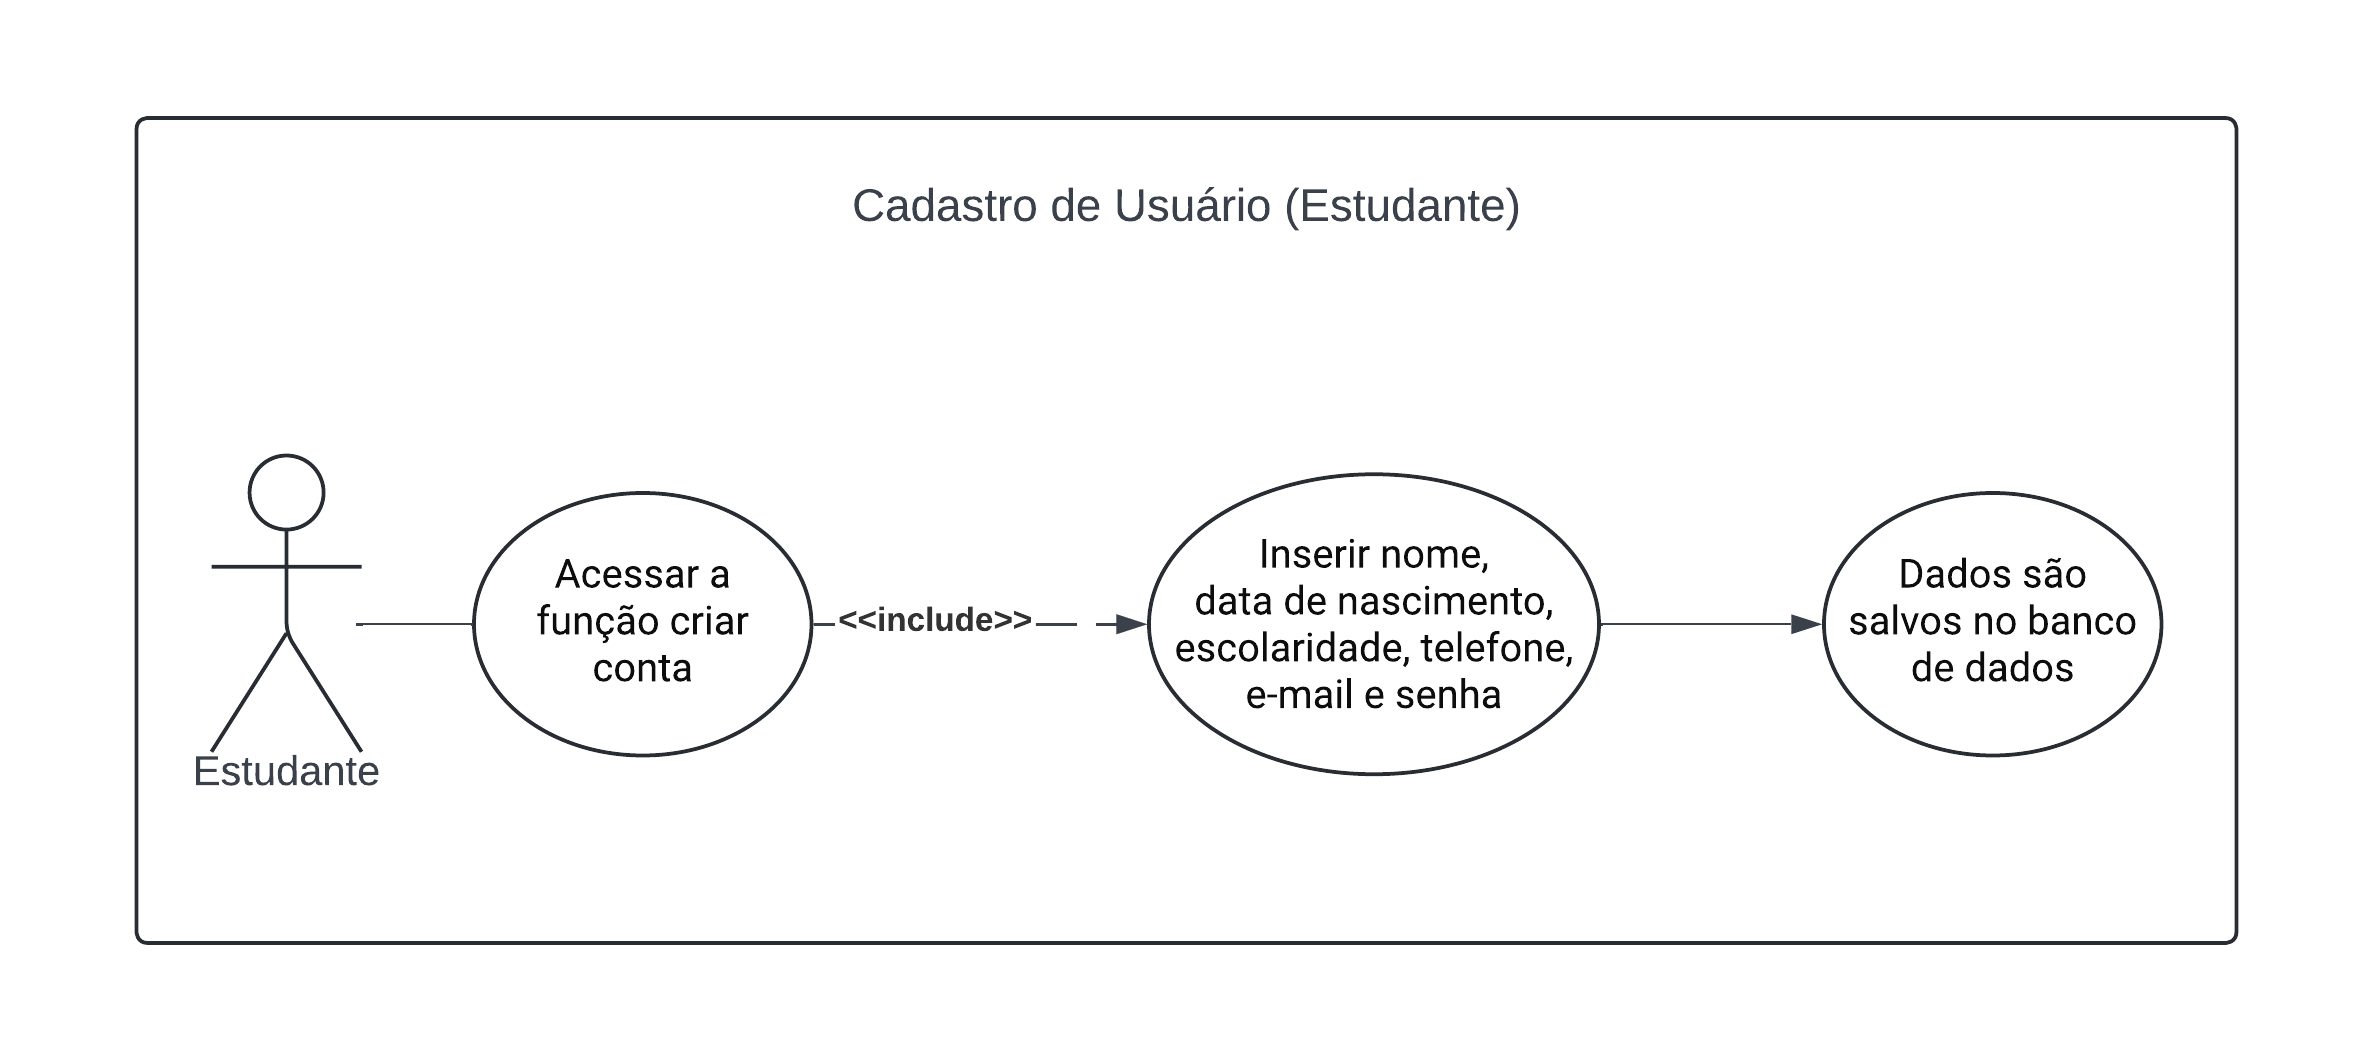 Cadastro de Usuário (Estudante)
Estudante
Acessar a
função criar
conta
<<include>>
Inserir nome,
data de nascimento,
escolaridade, telefone,
e-mail e senha
Dados são
salvos no banco
de dados